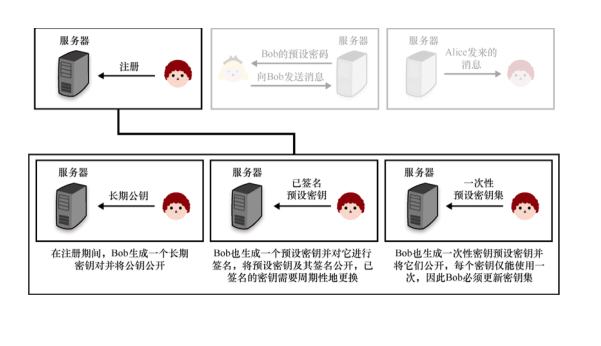 服务器
注册
Bob的预设密码
服务器
向Bob发送消息
服务器
Alice发来的
消息
服务器
长期公钥
在注册期间，Bob生成一个长期
密钥对并将公钥公开
服务器
已签名
预设密钥
Bob也生成一个预设密钥并对它进行
签名，将预设密钥及其签名公开，已
签名的密钥需要周期性地更换
服务器
一次性
预设密钥集
Bob也生成一次性密钥预设密钥并
将它们公开，每个密钥仅能使用一
次，因此Bob必须更新密钥集